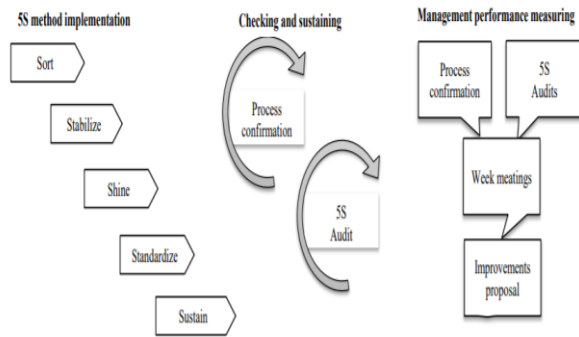 5S method implementation
Sort
Stabilize
Shine
Standardize
Sustain
Checking and sustaining
Process
confirmation
5S
Audit
Management performance measuring
Process
confirmation
5S
Audits
Week meatings
Improvements
proposal